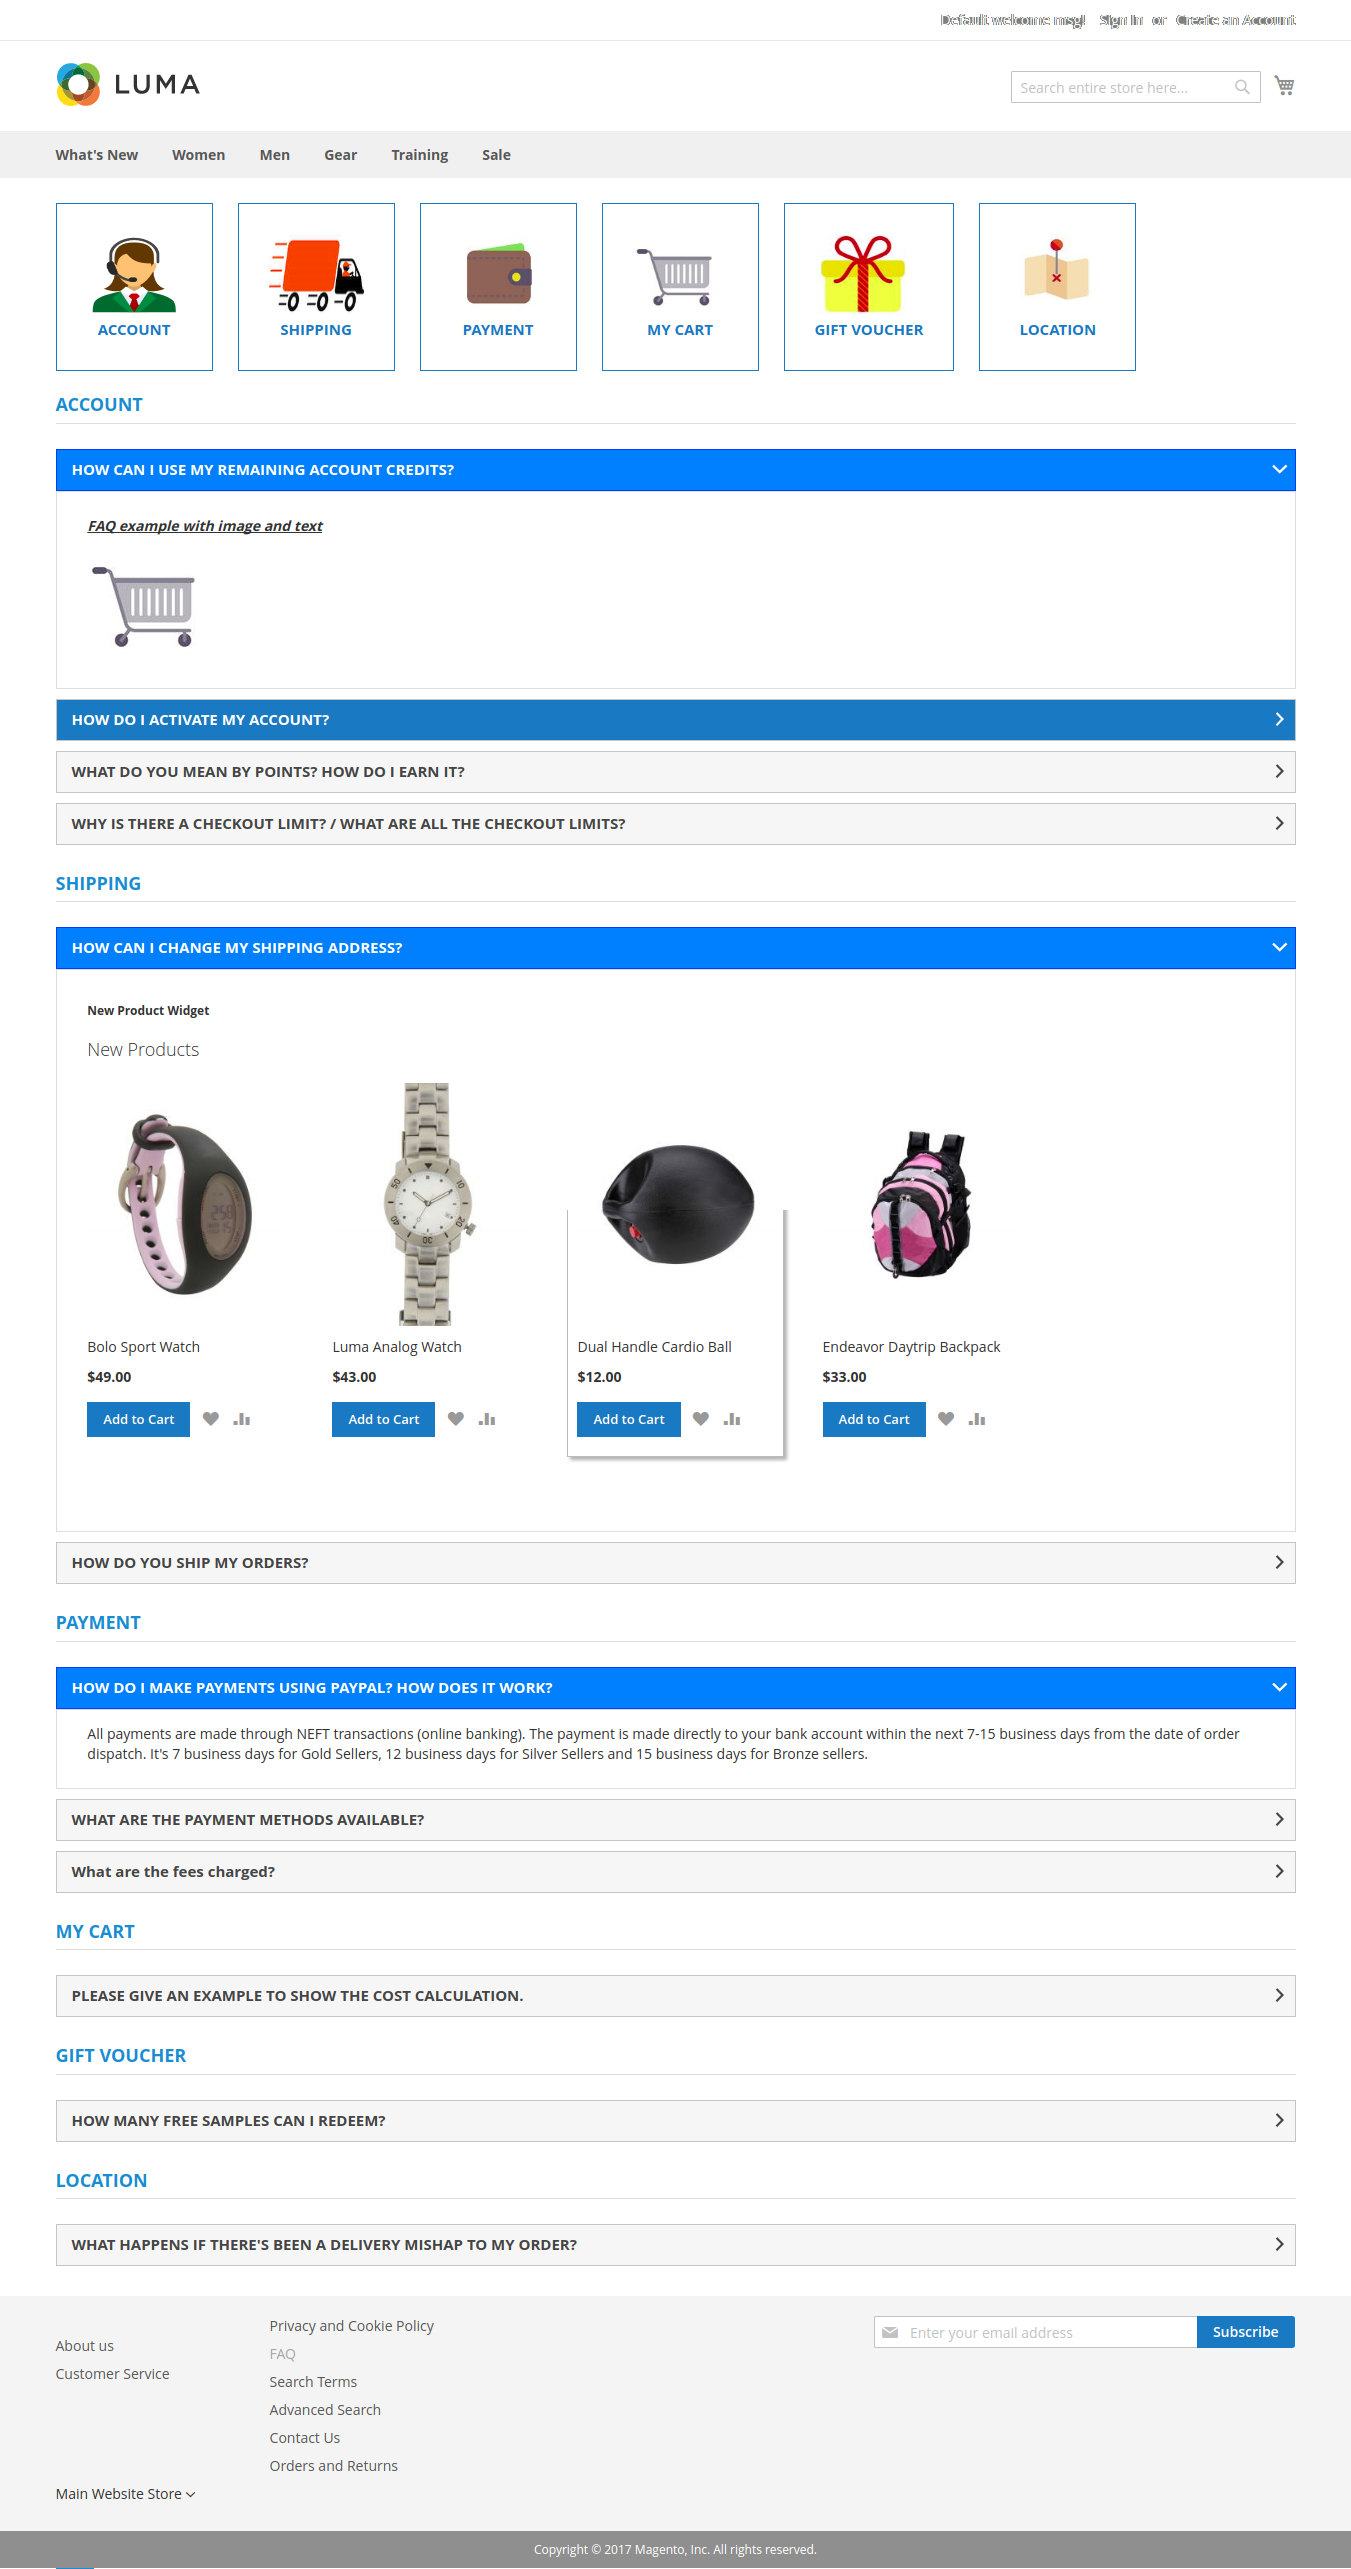 Default welcome msg! Sign In or Create an Account
LUMA
Search entire store here...
What's New Women Men Gear Training Sale
ACCOUNT SHIPPING PAYMENT MY CART GIFT VOUCHER LOCATION
ACCOUNT
HOW CAN I USE MY REMAINING ACCOUNT CREDITS?
FAQ example with image and text
HOW DO I ACTIVATE MY ACCOUNT?
WHAT DO YOU MEAN BY POINTS? HOW DO I EARN IT?
WHY IS THERE A CHECKOUT LIMIT? / WHAT ARE ALL THE CHECKOUT LIMITS?
SHIPPING
HOW CAN I CHANGE MY SHIPPING ADDRESS?
New Product Widget
New Products
Bolo Sport Watch Luma Analog Watch Dual Handle Cardio Ball Endeavor Daytrip Backpack
$49.00 $43.00 $12.00 $33.00
Add to Cart Add to Cart Add to Cart Add to Cart
HOW DO YOU SHIP MY ORDERS?
PAYMENT
HOW DO I MAKE PAYMENTS USING PAYPAL? HOW DOES IT WORK?
All payments are made through NEFT transactions (online banking). The payment is made directly to your bank account within the next 7-15 business days from the date of order
dispatch. It's 7 business days for Gold Sellers, 12 business days for Silver Sellers and 15 business days for Bronze sellers.
WHAT ARE THE PAYMENT METHODS AVAILABLE?
What are the fees charged?
MY CART
PLEASE GIVE AN EXAMPLE TO SHOW THE COST CALCULATION.
GIFT VOUCHER
HOW MANY FREE SAMPLES CAN I REDEEM?
LOCATION
WHAT HAPPENS IF THERE'S BEEN A DELIVERY MISHAP TO MY ORDER?
About us
Customer Service
Privacy and Cookie Policy
FAQ
Search Terms
Advanced Search
Contact Us
Orders and Returns
Enter your email address Subscribe
Main Website Store
Copyright © 2017 Magento, Inc. All rights reserved.